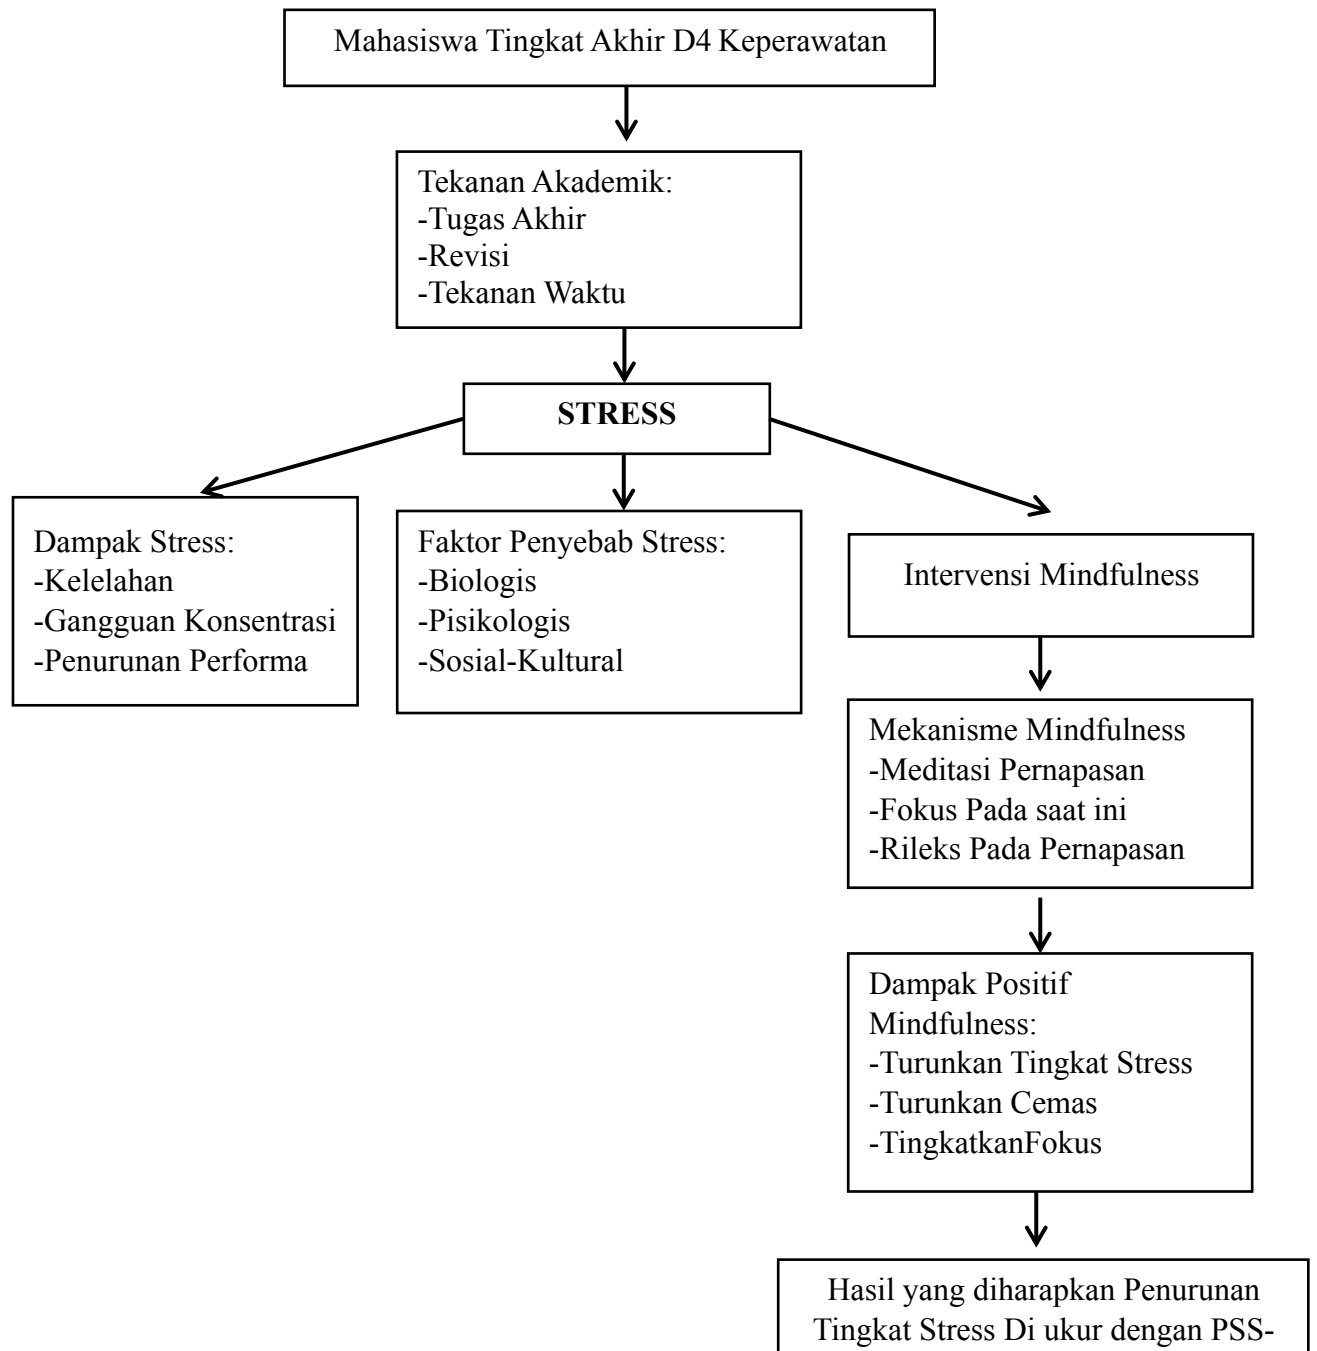 Mahasiswa Tingkat Akhir D4 Keperawatan
Tekanan Akademik:
-Tugas Akhir
-Revisi
-Tekanan Waktu
STRESS
Dampak Stress:
-Kelelahan
-Gangguan Konsentrasi
-Penurunan Performa
Faktor Penyebab Stress:
-Biologis
-Pisikologis
-Sosial-Kultural
Intervensi Mindfulness
Mekanisme Mindfulness
-Meditasi Pernapasan
-Fokus Pada saat ini
-Rileks Pada Pernapasan
Dampak Positif
Mindfulness:
-Turunkan Tingkat Stress
-Turunkan Cemas
-TingkatkanFokus
Hasil yang diharapkan Penurunan
Tingkat Stress Di ukur dengan PSS-